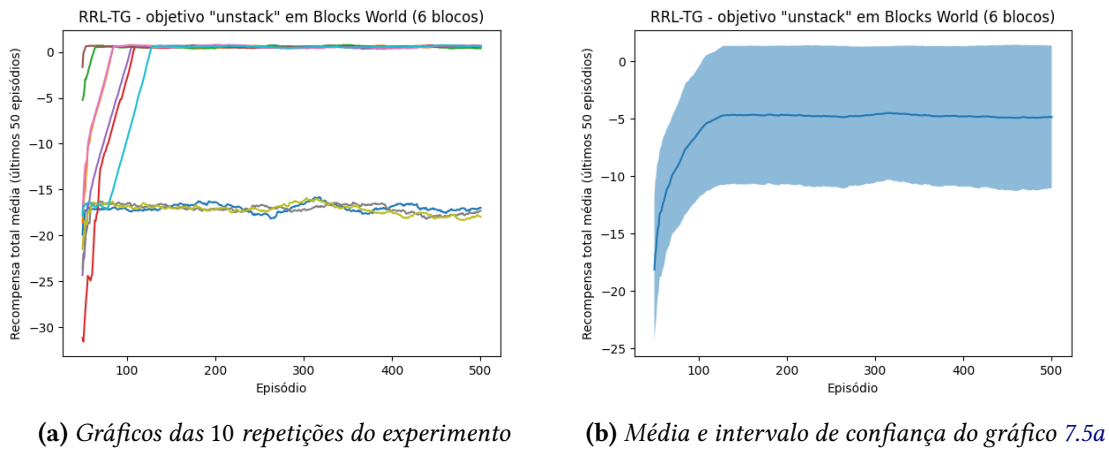 RRL-TG - objetivo "unstack" em Blocks World (6 blocos)
Recompensa total média (últimos 50 episódios)
0
−5
−10
−15
−20
−25
−30
100
200
300
400
500
Episódio
(a) Gráficos das 10 repetições do experimento
RRL-TG - objetivo "unstack" em Blocks World (6 blocos)
Recompensa total média (últimos 50 episódios)
0
−5
−10
−15
−20
−25
100
200
300
400
500
Episódio
(b) Média e intervalo de confiança do gráfico 7.5a